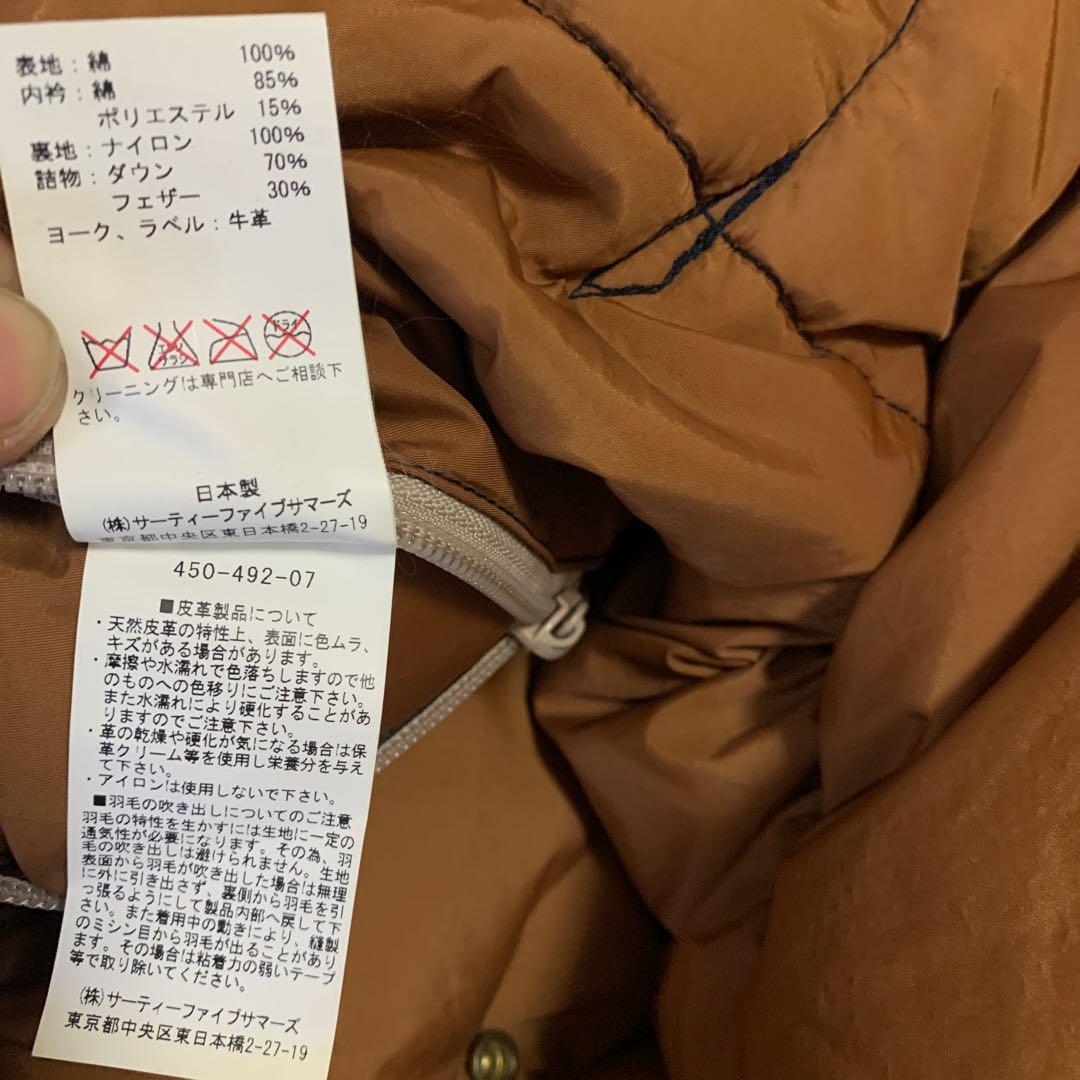 表地：綿 100%
内衿：綿 85%
ポリエステル 15%
裏地：ナイロン 100%
詰物：ダウン 70%
フェザー 30%
ヨーク、ラベル：牛革
エンソ
サラシ ドライ
クリーニングは専門店へご相談下
さい。
日本製
(株)サーティーファイブサマーズ
東京都中央区東日本橋2-27-19
450-492-07
■皮革製品について
・天然皮革の特性上、表面に色ムラ、
キズがある場合があります。
・摩擦や水濡れで色落ちしますので他
のものへの色移りにご注意下さい。
また水濡れにより硬化することがあ
りますのでご注意下さい。
・革の乾燥や硬化が気になる場合は保
革クリーム等を使用し栄養分を与え
て下さい。
・アイロンは使用しないで下さい。
■羽毛の吹き出しについてのご注意
羽毛の特性を生かすには生地に一定の
通気性が必要になります。その為、羽
毛の吹き出しは避けられません。生地
表面から羽毛が吹き出した場合は無理
に外に引き出さず、裏側から羽毛を引
っ張るようにして製品内部へ戻して下
さい。また着用中の動きにより、縫製
のミシン目から羽毛が出ることがあり
ます。その場合は粘着力の弱いテープ
等で取り除いてください。
(株)サーティーファイブサマーズ
東京都中央区東日本橋2-27-19